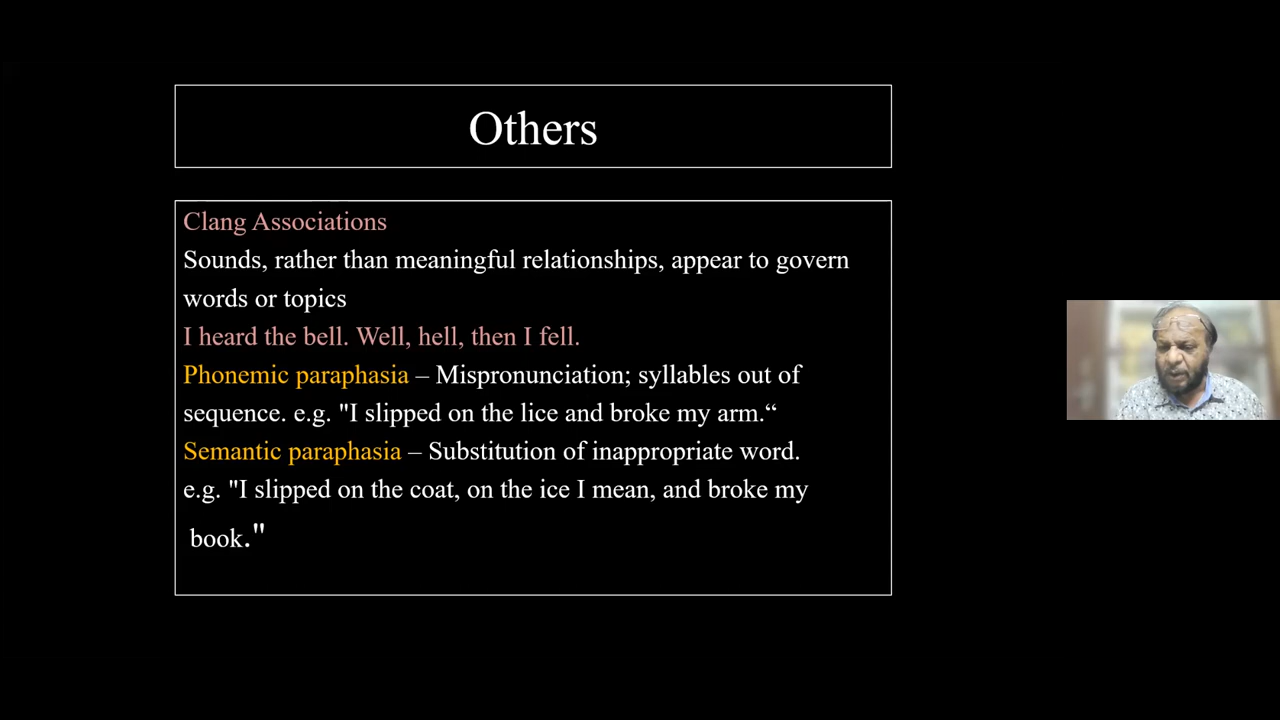 Others
Clang Associations
Sounds, rather than meaningful relationships, appear to govern
words or topics
I heard the bell. Well, hell, then I fell.
Phonemic paraphasia – Mispronunciation; syllables out of
sequence. e.g. "I slipped on the lice and broke my arm.“
Semantic paraphasia – Substitution of inappropriate word.
e.g. "I slipped on the coat, on the ice I mean, and broke my
book."